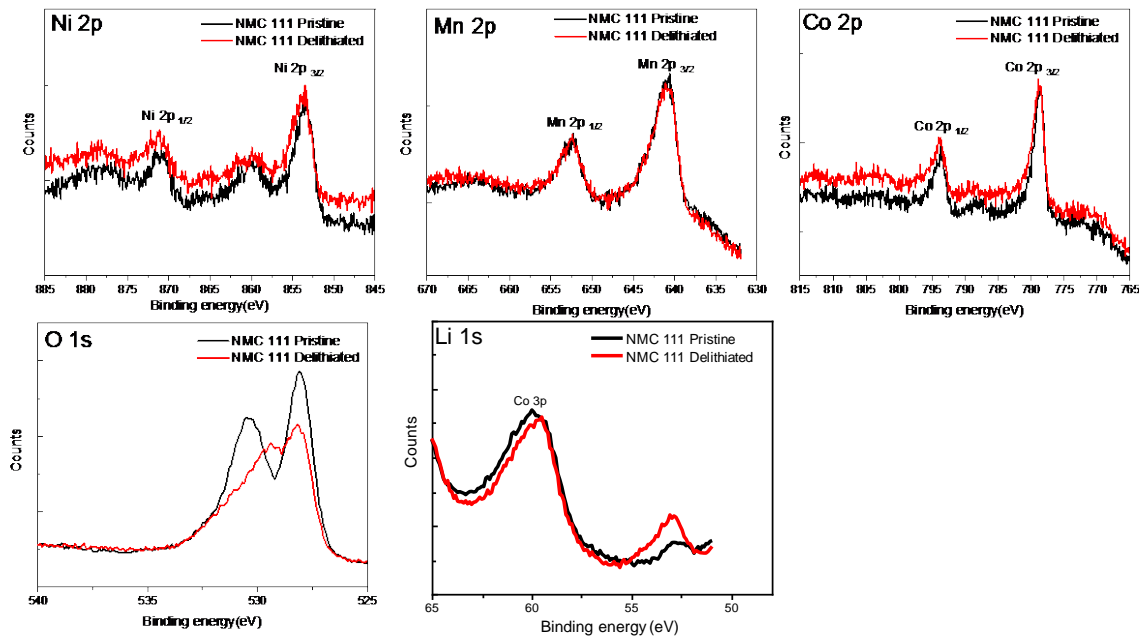 Ni 2p
NMC 111 Pristine
NMC 111 Delithiated
Ni 2p 3/2
Ni 2p 1/2
Counts
885 880 875 870 865 860 855 850 845
Binding energy(eV)
Mn 2p
NMC 111 Pristine
NMC 111 Delithiated
Mn 2p 3/2
Mn 2p 1/2
Counts
670 665 660 655 650 645 640 635 630
Binding energy(eV)
Co 2p
NMC 111 Pristine
NMC 111 Delithiated
Co 2p 3/2
Co 2p 1/2
Counts
815 810 805 800 795 790 785 780 775 770 765
Binding energy(eV)
O 1s
NMC 111 Pristine
NMC 111 Delithiated
Counts
540 535 530 525
Binding energy(eV)
Li 1s
NMC 111 Pristine
NMC 111 Delithiated
Co 3p
Counts
65 60 55 50
Binding energy (eV)